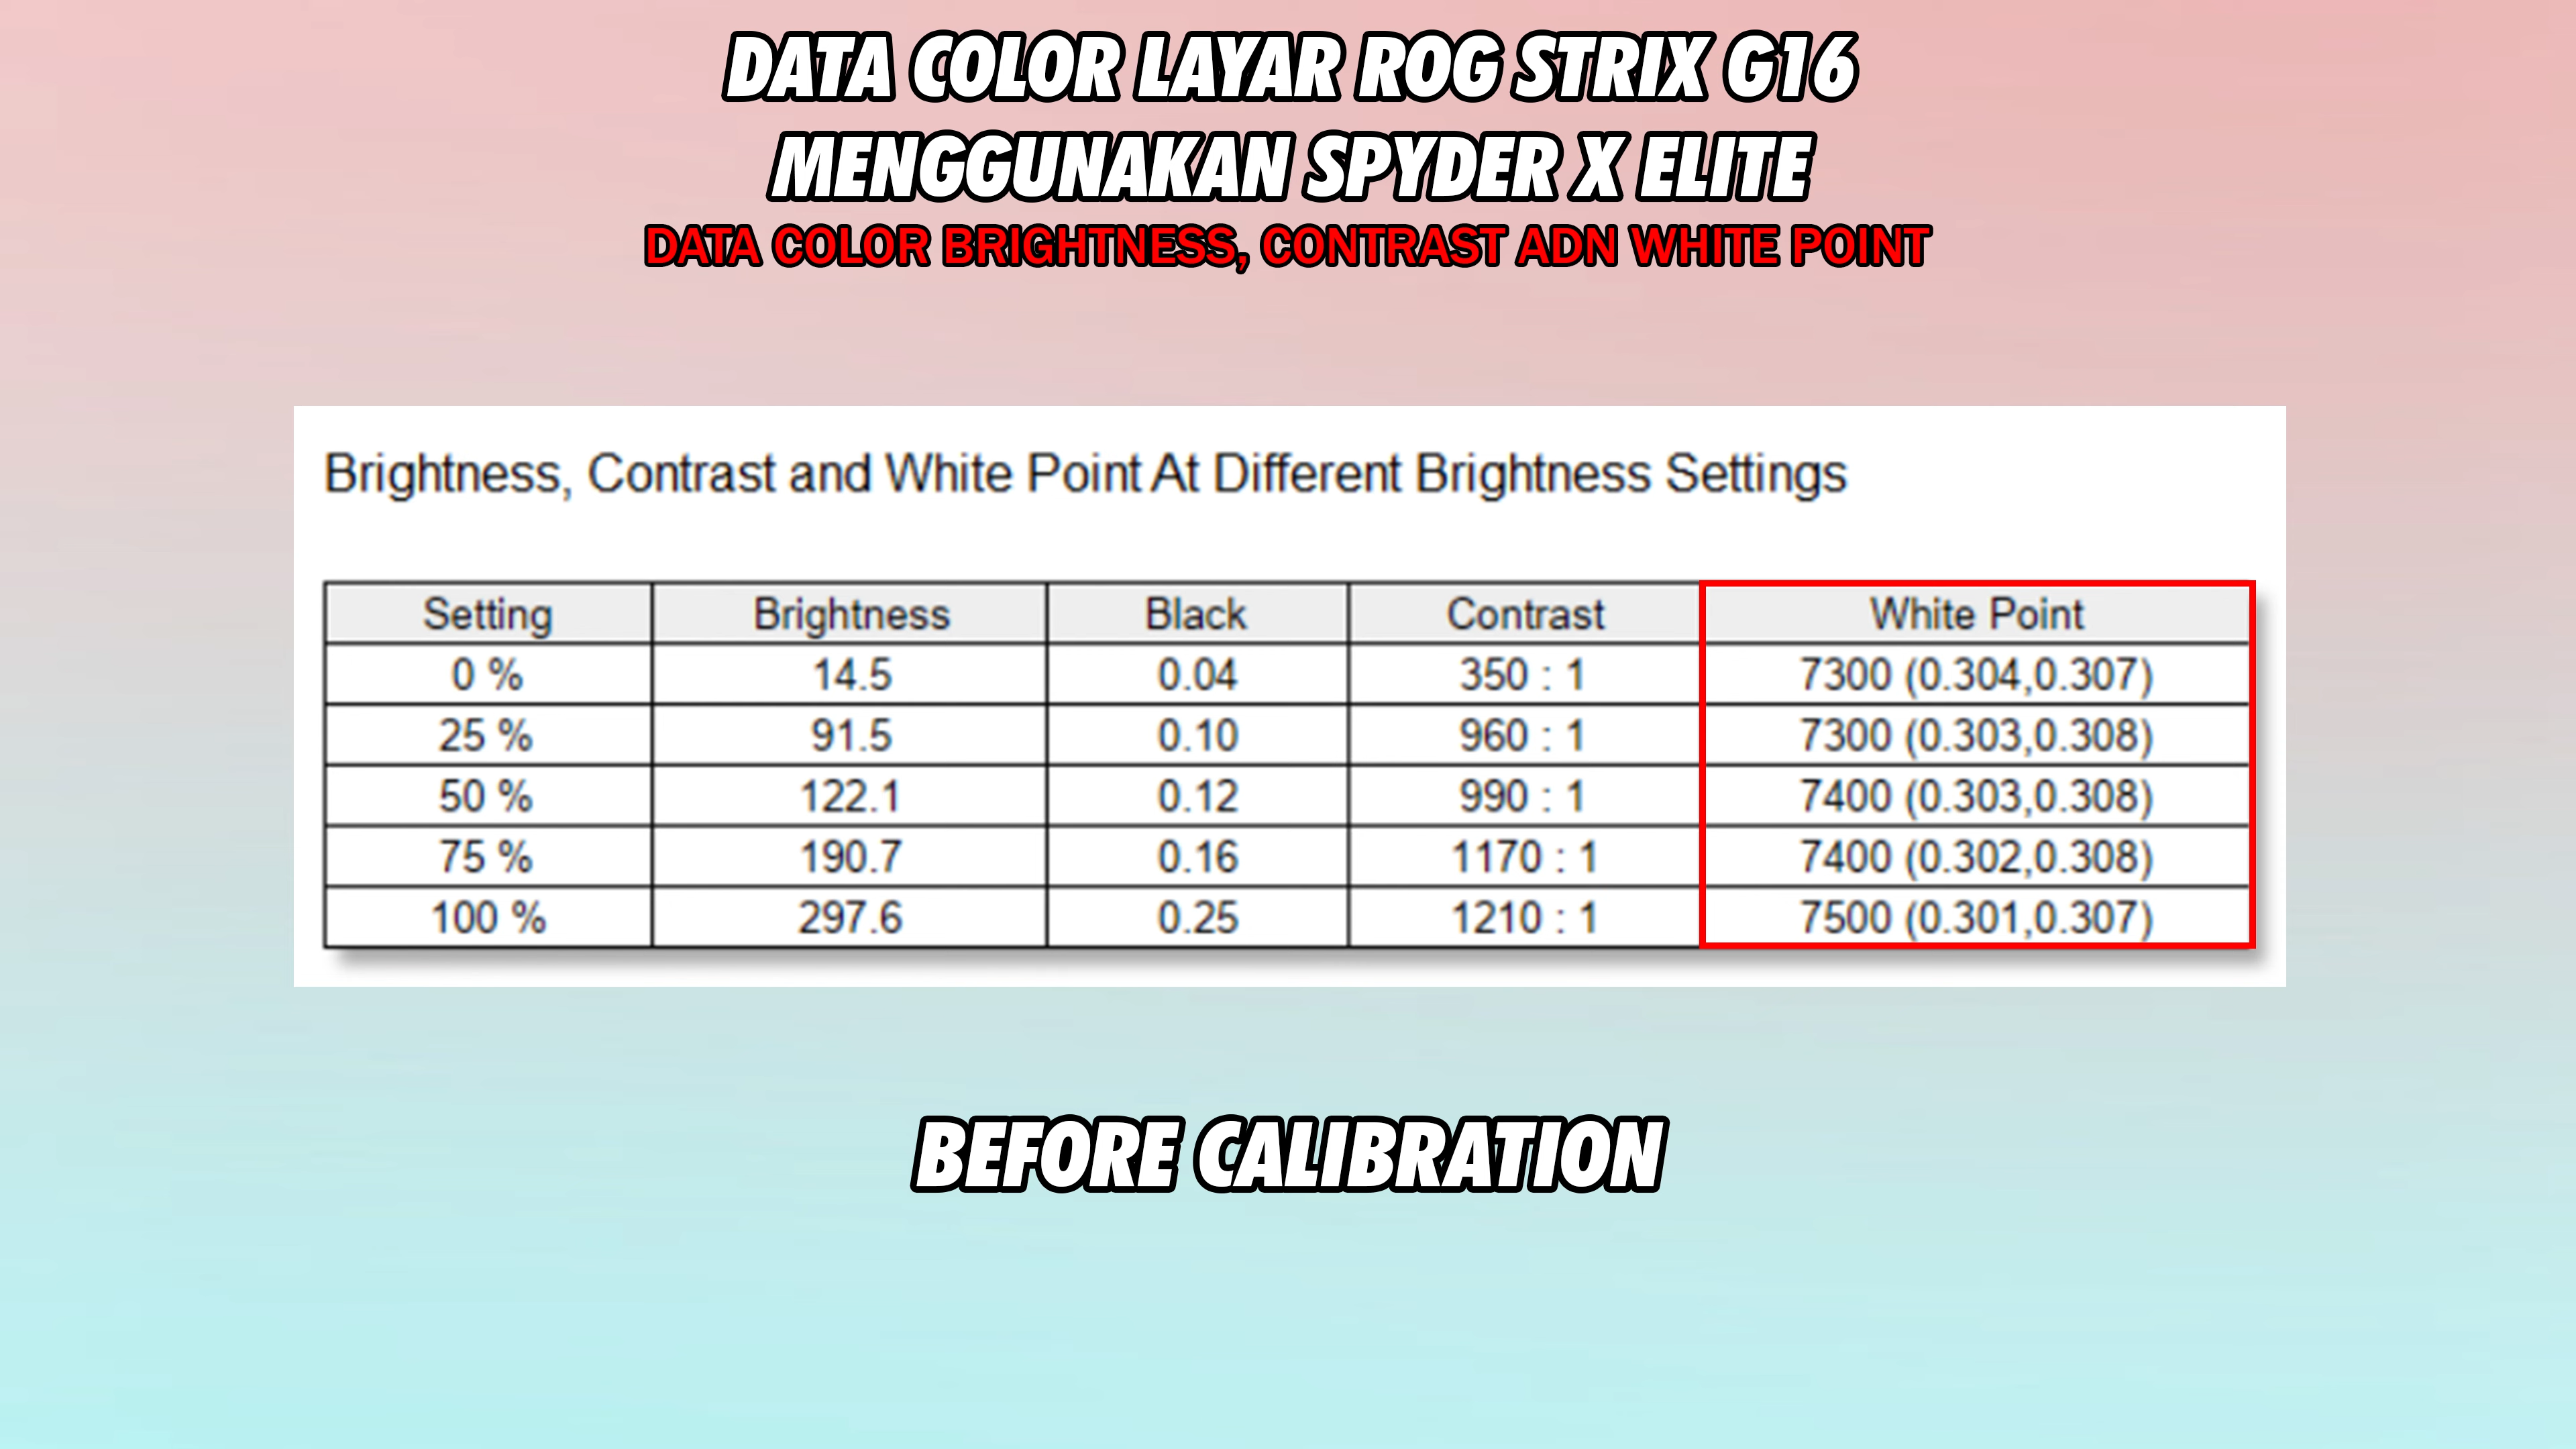 DATA COLOR LAYAR ROG STRIX G16
MENGGUNAKAN SPYDER X ELITE
DATA COLOR BRIGHTNESS, CONTRAST ADN WHITE POINT
Brightness, Contrast and White Point At Different Brightness Settings
Setting Brightness Black Contrast White Point
0 % 14.5 0.04 350 : 1 7300 (0.304,0.307)
25 % 91.5 0.10 960 : 1 7300 (0.303,0.308)
50 % 122.1 0.12 990 : 1 7400 (0.303,0.308)
75 % 190.7 0.16 1170 : 1 7400 (0.302,0.308)
100 % 297.6 0.25 1210 : 1 7500 (0.301,0.307)
BEFORE CALIBRATION